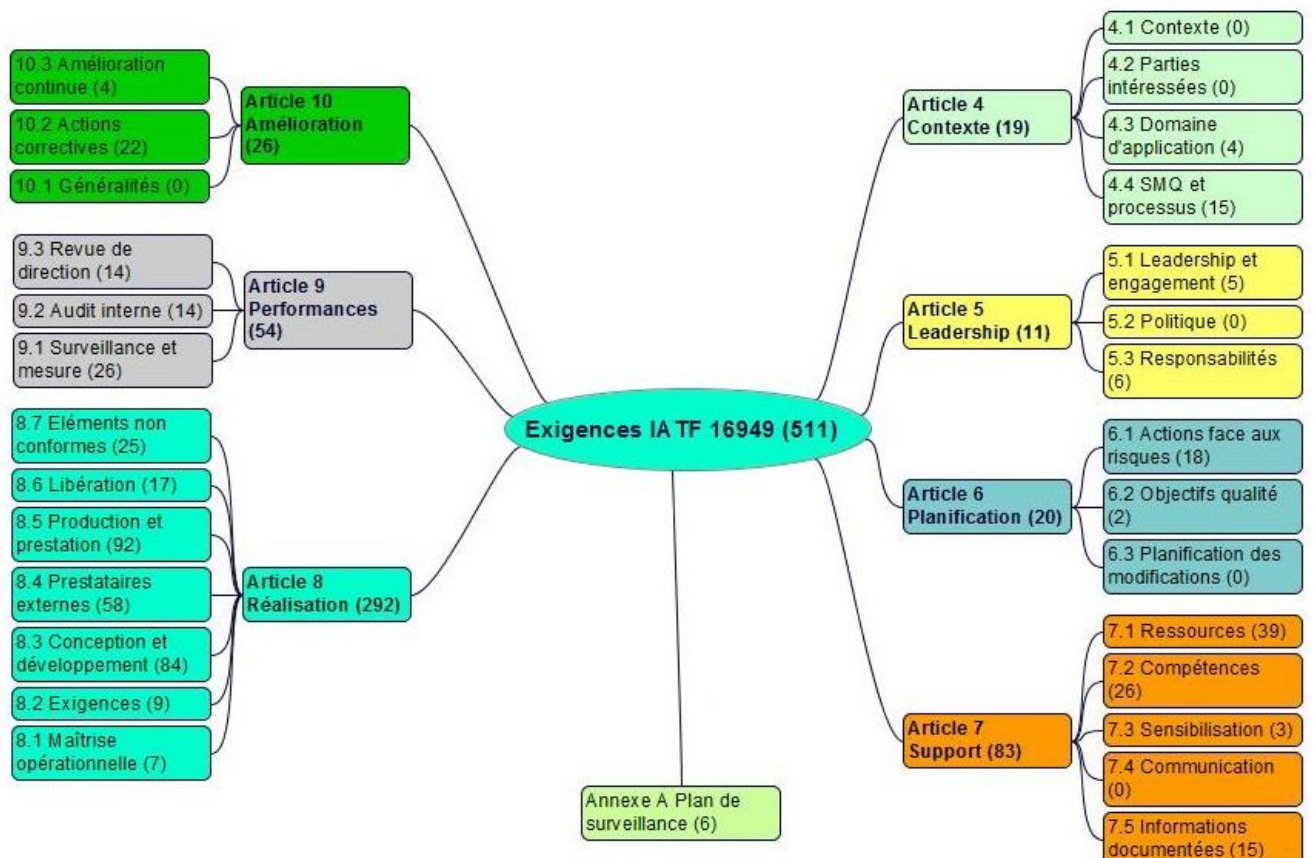 Exigences IATF 16949 (511)
Article 4
Contexte (19)
4.1 Contexte (0)
4.2 Parties
intéressées (0)
4.3 Domaine
d'application (4)
4.4 SMQ et
processus (15)
Article 5
Leadership (11)
5.1 Leadership et
engagement (5)
5.2 Politique (0)
5.3 Responsabilités
(6)
Article 6
Planification (20)
6.1 Actions face aux
risques (18)
6.2 Objectifs qualité
(2)
6.3 Planification des
modifications (0)
Article 7
Support (83)
7.1 Ressources (39)
7.2 Compétences
(26)
7.3 Sensibilisation (3)
7.4 Communication
(0)
7.5 Informations
documentées (15)
Annexe A Plan de
surveillance (6)
Article 8
Réalisation (292)
8.7 Eléments non
conformes (25)
8.6 Libération (17)
8.5 Production et
prestation (92)
8.4 Prestataires
externes (58)
8.3 Conception et
développement (84)
8.2 Exigences (9)
8.1 Maîtrise
opérationnelle (7)
Article 9
Performances
(54)
9.3 Revue de
direction (14)
9.2 Audit interne (14)
9.1 Surveillance et
mesure (26)
Article 10
Amélioration
(26)
10.3 Amélioration
continue (4)
10.2 Actions
correctives (22)
10.1 Généralités (0)